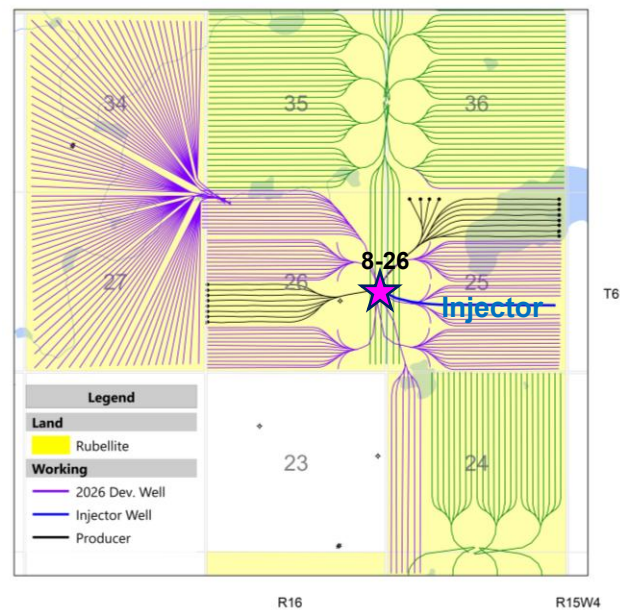 34
35
36
27
26
8-26
25
Injector
T6
23
24
Legend
Land
Rubellite
Working
2026 Dev. Well
Injector Well
Producer
R16
R15W4